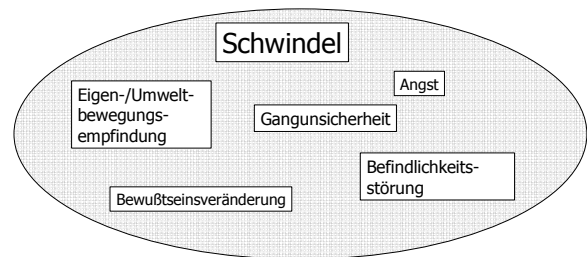 Schwindel
Angst
Eigen-/Umwelt-
bewegungs-
empfindung
Gangunsicherheit
Befindlichkeits-
störung
Bewußtseinsveränderung